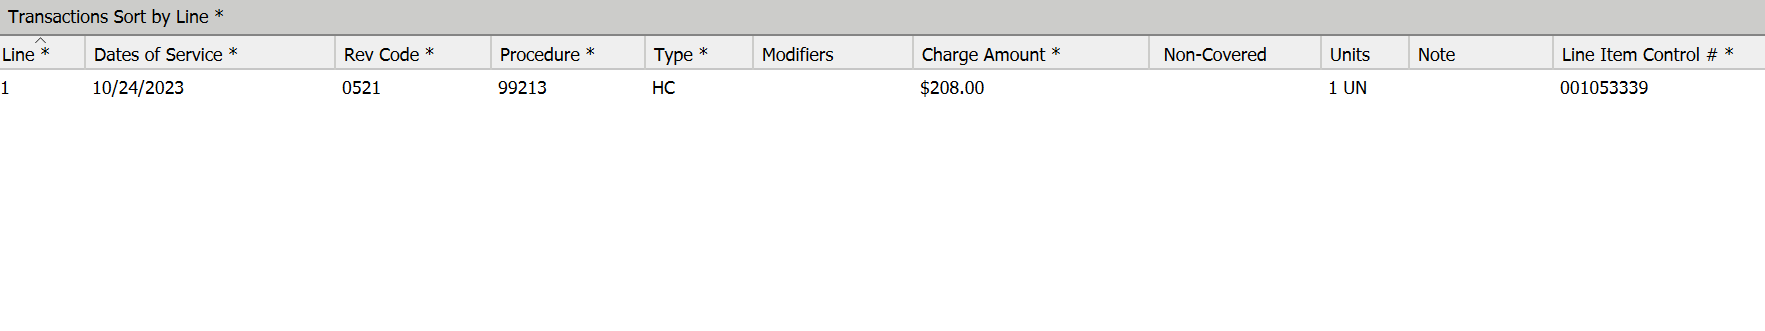 Transactions Sort by Line *
Line * Dates of Service * Rev Code * Procedure * Type * Modifiers Charge Amount * Non-Covered Units Note Line Item Control # *
1 10/24/2023 0521 99213 HC $208.00 1 UN 001053339